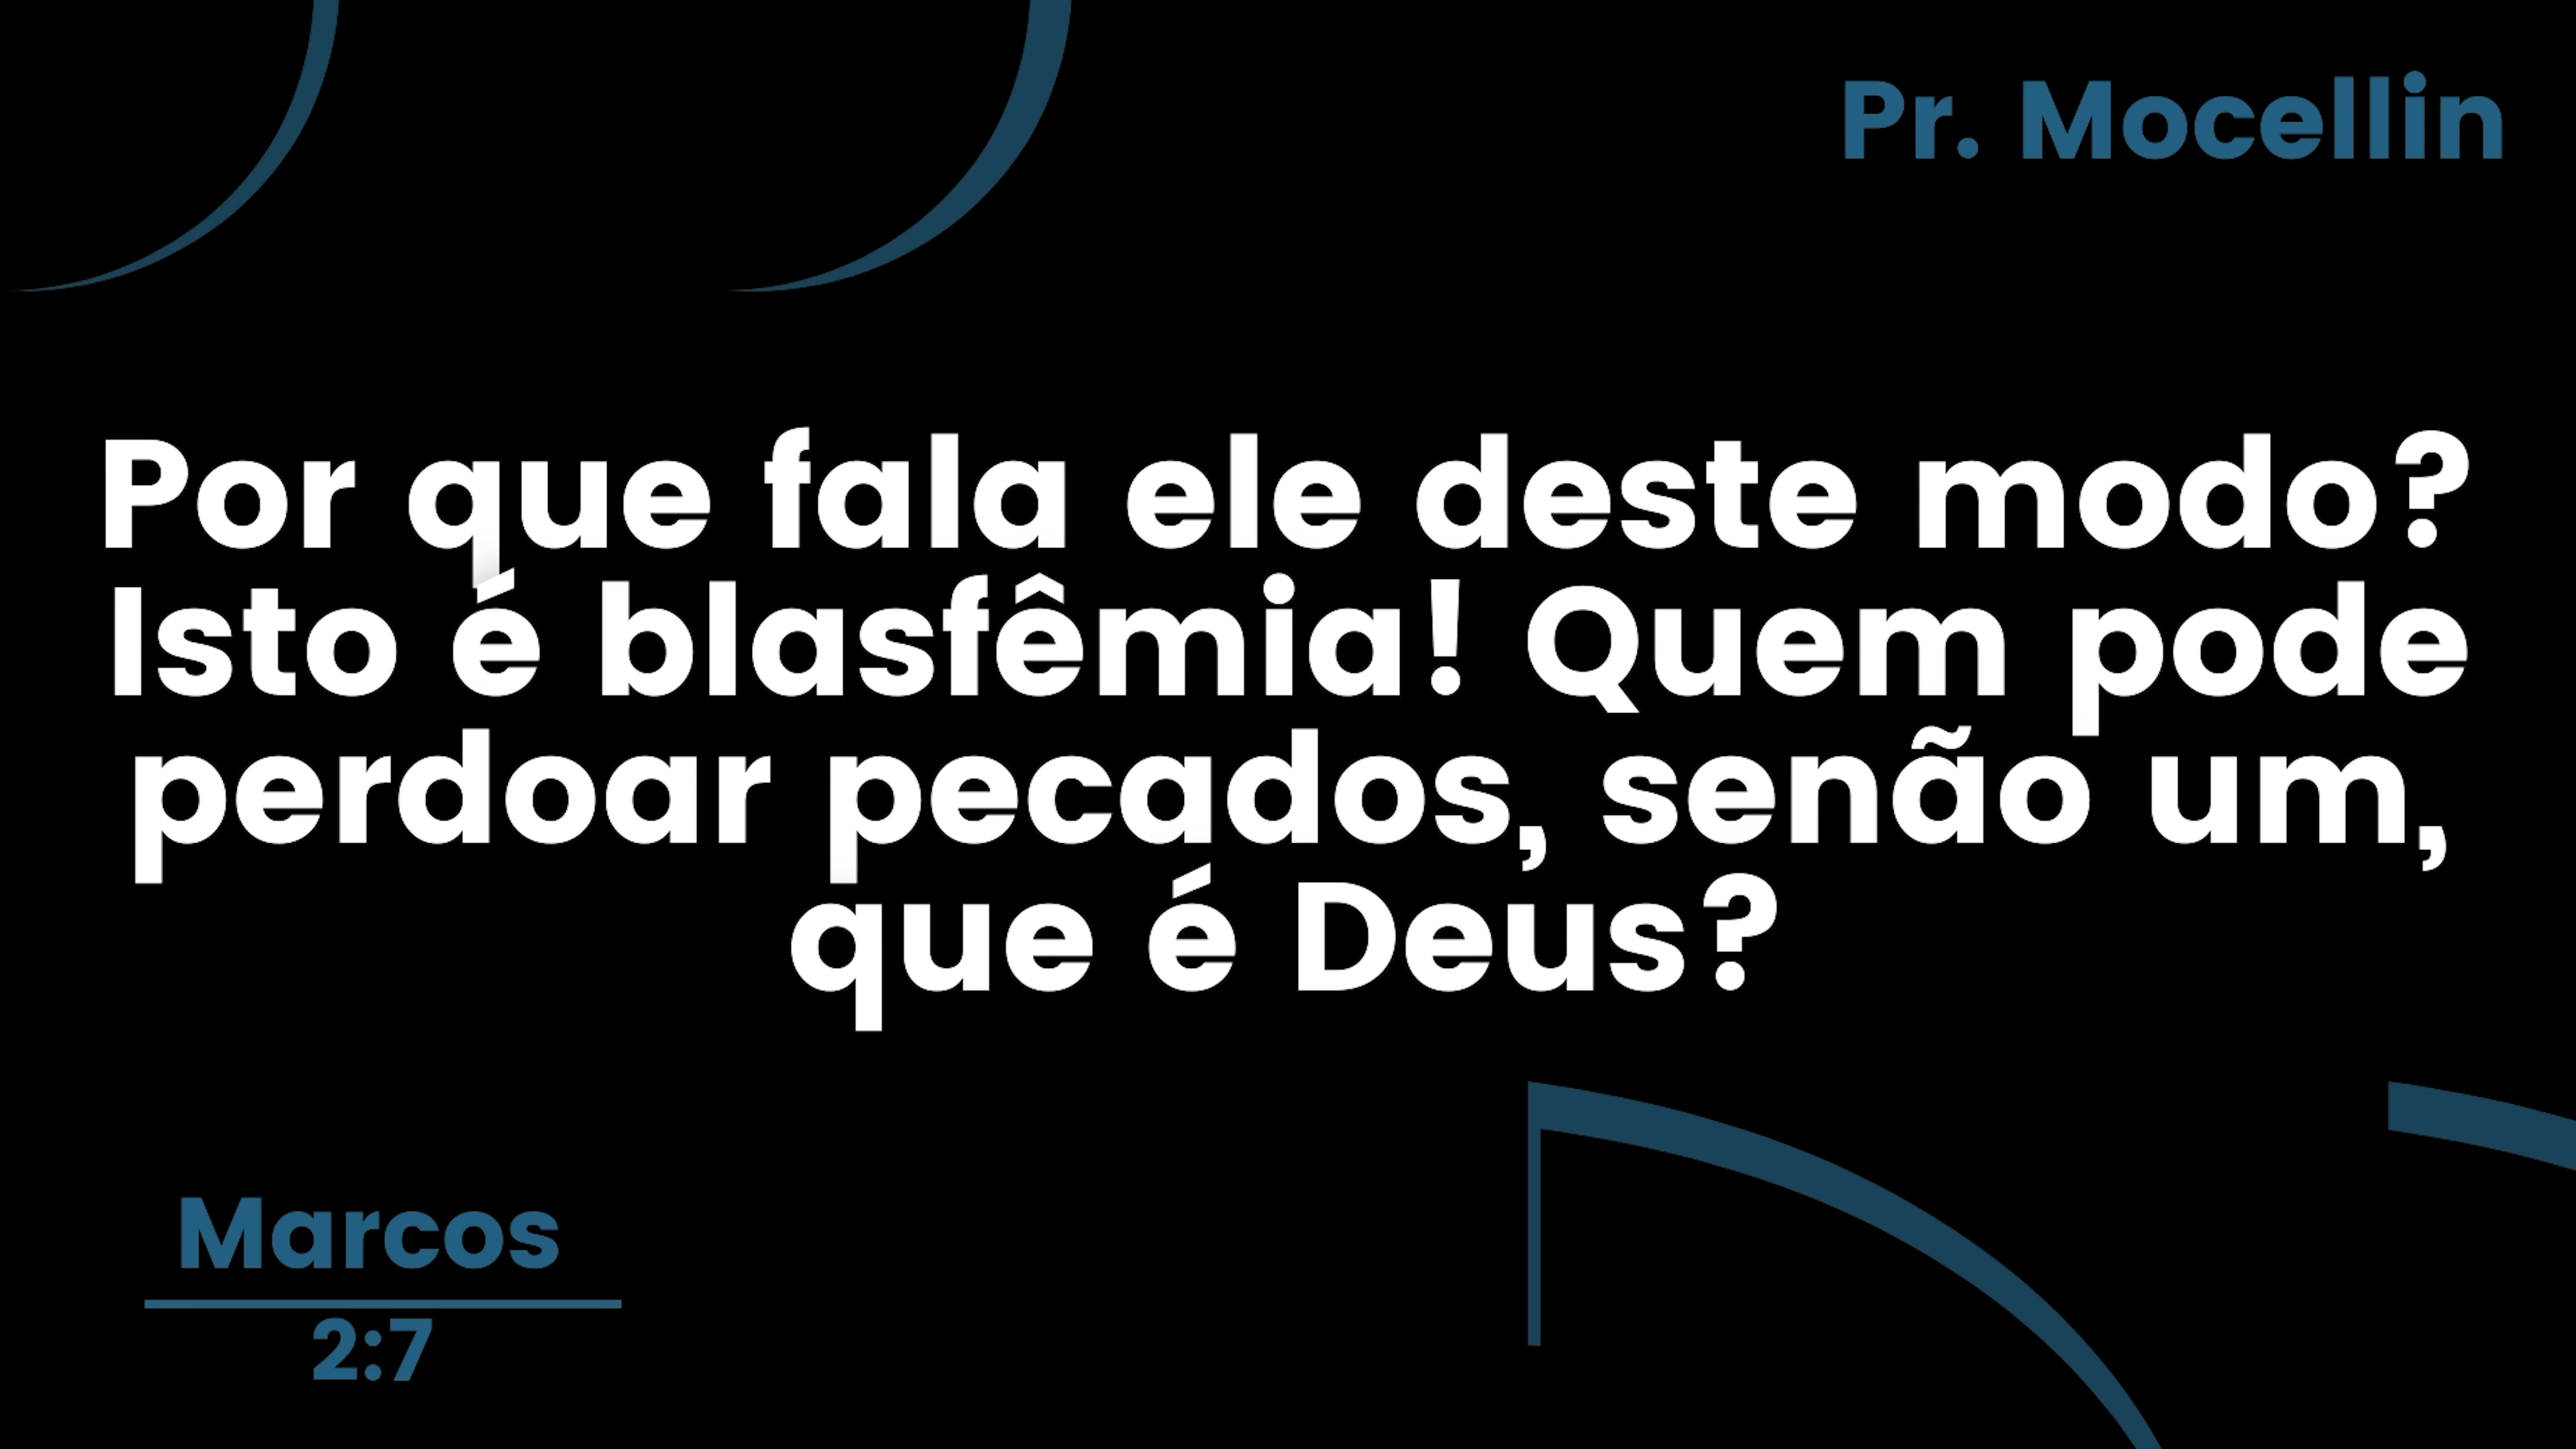 Pr. Mocellin
Por que fala ele deste modo?
Isto é blasfêmia! Quem pode
perdoar pecados, senão um,
que é Deus?
Marcos
2:7